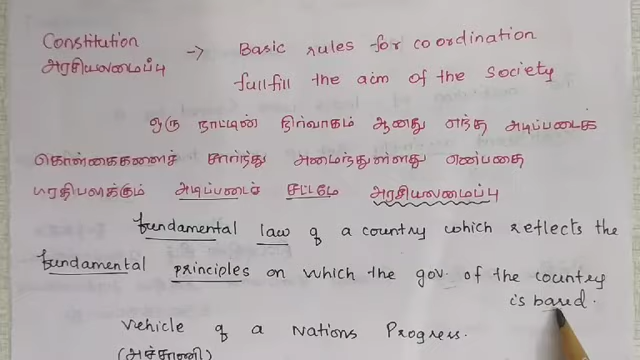 Constitution → Basic rules for coordination
அரசியலமைப்பு fullfill the aim of the Society
ஒரு நாட்டின் நிர்வாகம் ஆனது எந்த அடிப்படைக்
கொள்கைகளைச் சார்ந்து அமைந்துள்ளது என்பதை
பிரதிபலிக்கும் அடிப்படைச் சட்டமே அரசியலமைப்பு
fundamental law of a country which reflects the
fundamental principles on which the gov. of the country
is based.
Vehicle of a Nations Progress.
(அச்சாணி)